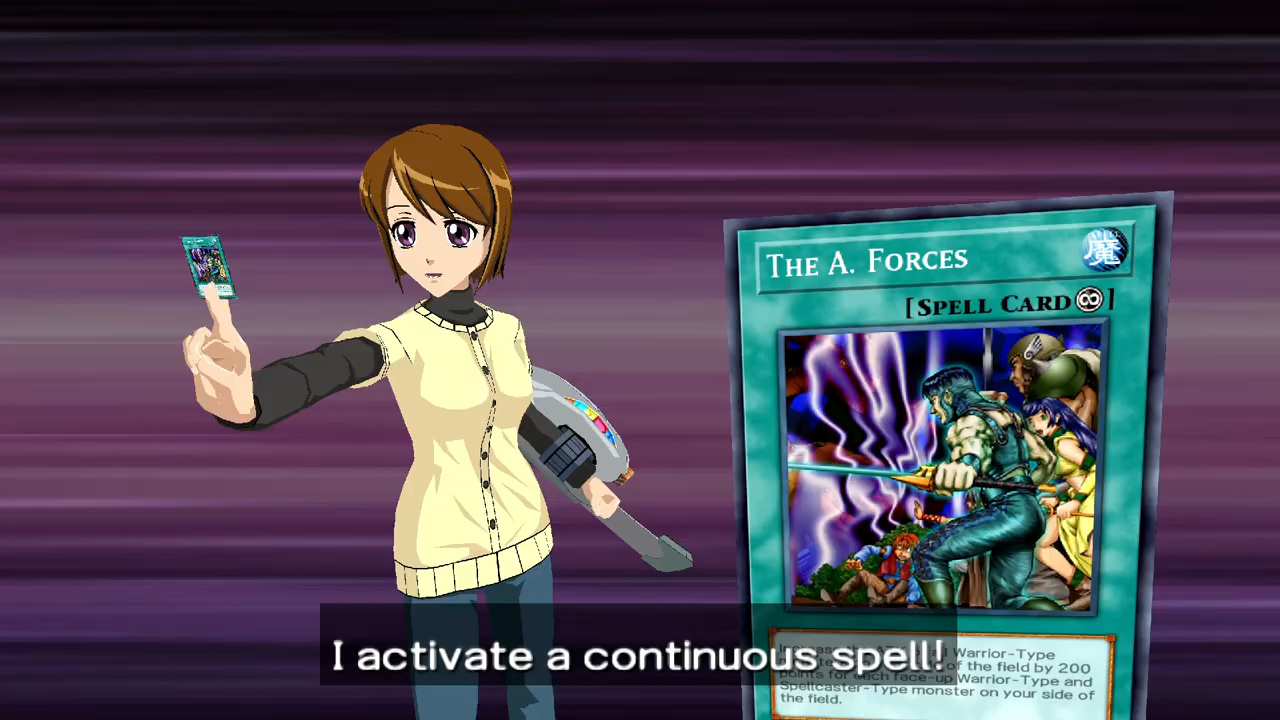 THE A. FORCES
魔
[SPELL CARD ]
Warrior-Type
of the field by 200
points for each face-up Warrior-Type and
Spellcaster-Type monster on your side of
the field.
I activate a continuous spell!